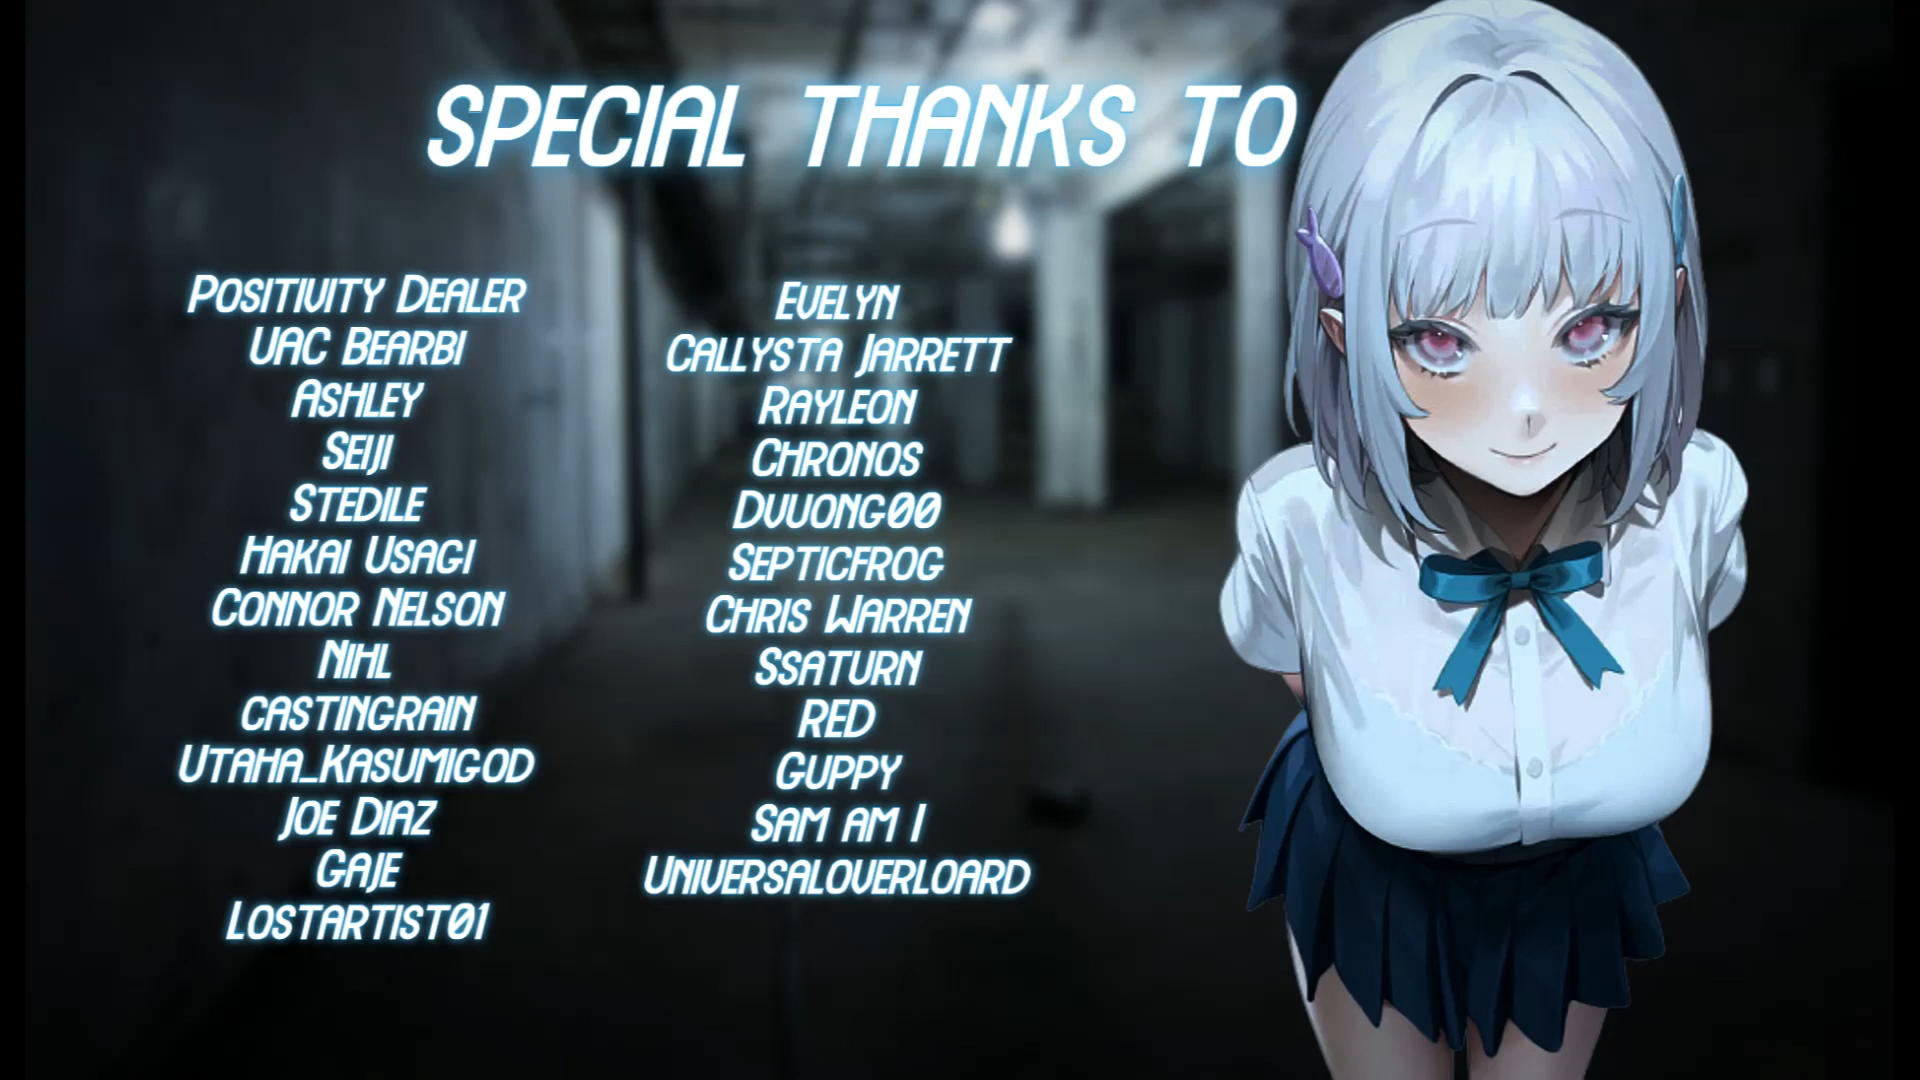 SPECIAL THANKS TO
Positivity Dealer
UAC Bearbi
Ashley
Seiji
Stedile
Hakai Usagi
Connor Nelson
Nihl
castingrain
Utaha_Kasumigod
Joe Diaz
Gaje
Lostartist01
Evelyn
Callysta Jarrett
Rayleon
Chronos
Dvuong00
Septicfrog
Chris Warren
Ssaturn
RED
Guppy
Sam am I
Universaloverloard